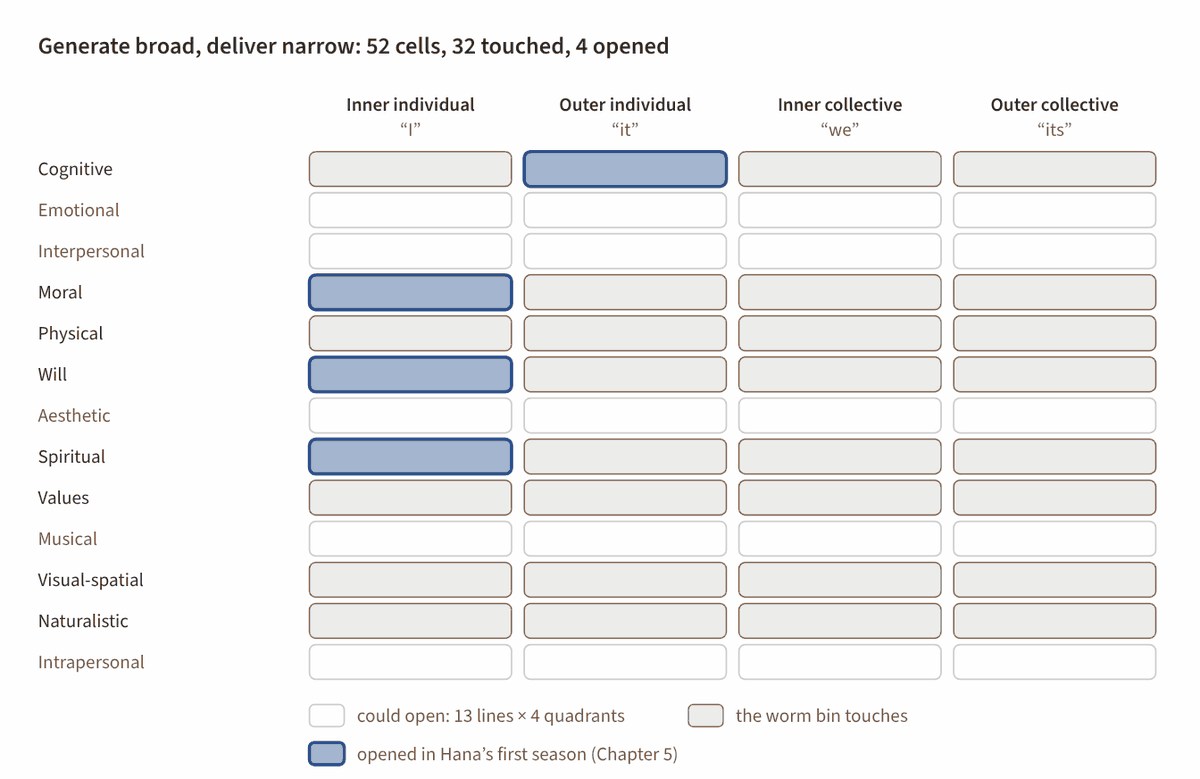 Generate broad, deliver narrow: 52 cells, 32 touched, 4 opened
Inner individual Outer individual Inner collective Outer collective
“I” “it” “we” “its”
Cognitive
Emotional
Interpersonal
Moral
Physical
Will
Aesthetic
Spiritual
Values
Musical
Visual-spatial
Naturalistic
Intrapersonal
could open: 13 lines × 4 quadrants the worm bin touches
opened in Hana’s first season (Chapter 5)